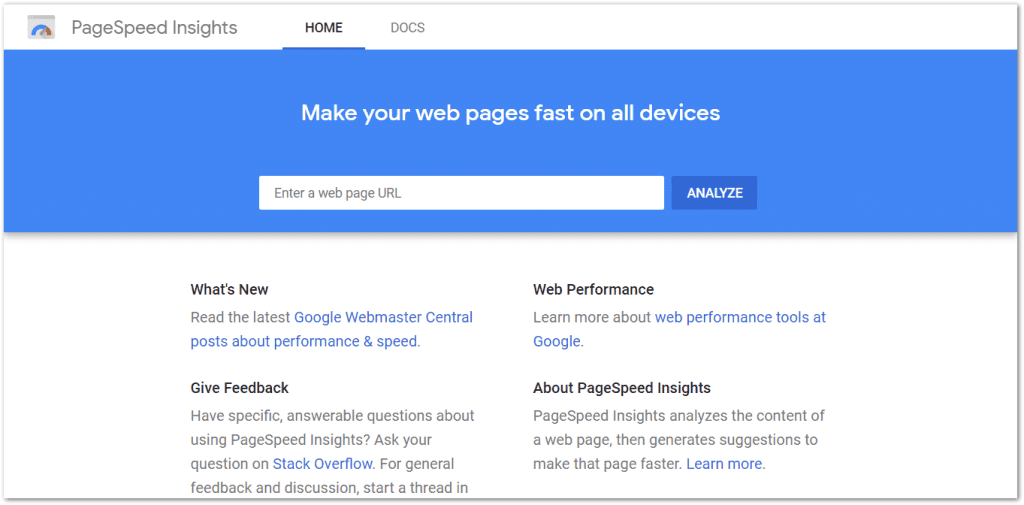 PageSpeed Insights HOME DOCS
Make your web pages fast on all devices
Enter a web page URL ANALYZE
What's New
Read the latest Google Webmaster Central
posts about performance & speed.
Web Performance
Learn more about web performance tools at
Google.
Give Feedback
Have specific, answerable questions about
using PageSpeed Insights? Ask your
question on Stack Overflow. For general
feedback and discussion, start a thread in
About PageSpeed Insights
PageSpeed Insights analyzes the content of
a web page, then generates suggestions to
make that page faster. Learn more.